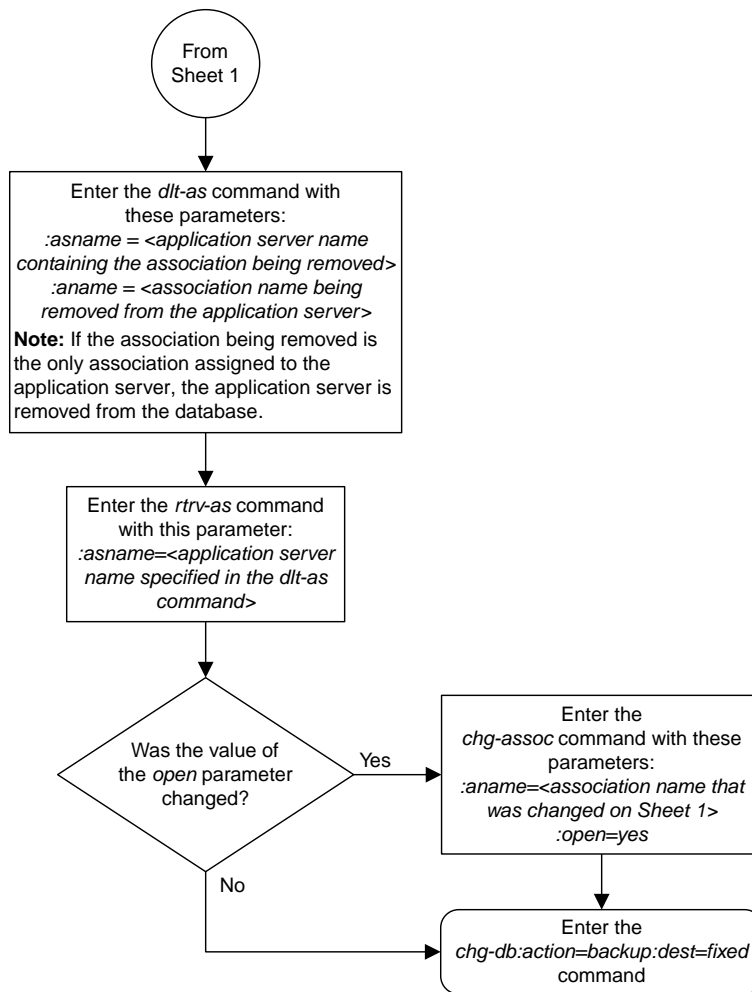 From
Sheet 1
Enter the dlt-as command with
these parameters:
:asname = <application server name
containing the association being removed>
:aname = <association name being
removed from the application server>
Note: If the association being removed is
the only association assigned to the
application server, the application server is
removed from the database.
Enter the rtrv-as command
with this parameter:
:asname=<application server
name specified in the dlt-as
command>
Was the value of
the open parameter
changed?
Yes
Enter the
chg-assoc command with these
parameters:
:aname=<association name that
was changed on Sheet 1>
:open=yes
No
Enter the
chg-db:action=backup:dest=fixed
command